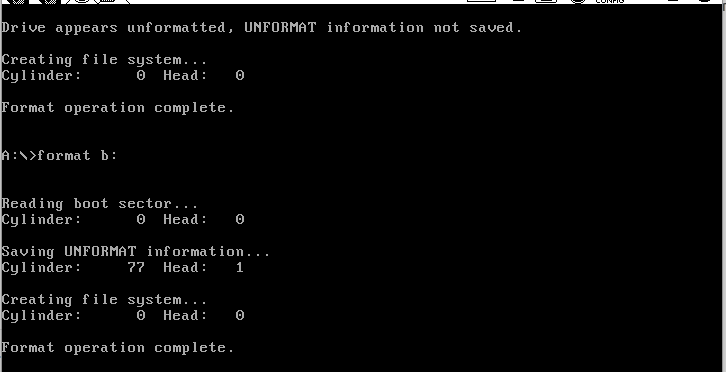 CONFIG
Drive appears unformatted, UNFORMAT information not saved.
Creating file system...
Cylinder: 0 Head: 0
Format operation complete.
A:\>format b:
Reading boot sector...
Cylinder: 0 Head: 0
Saving UNFORMAT information...
Cylinder: 77 Head: 1
Creating file system...
Cylinder: 0 Head: 0
Format operation complete.